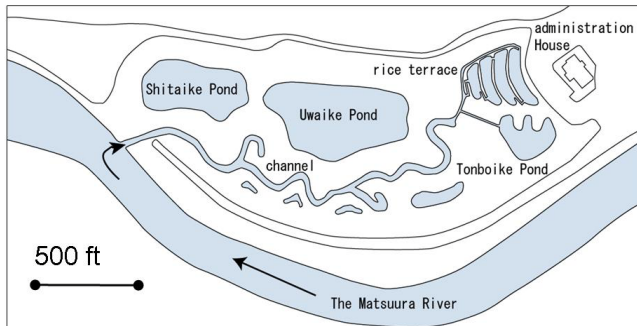 administration
House
rice terrace
Shitaike Pond
Uwaike Pond
channel
Tonboike Pond
500 ft
The Matsuura River